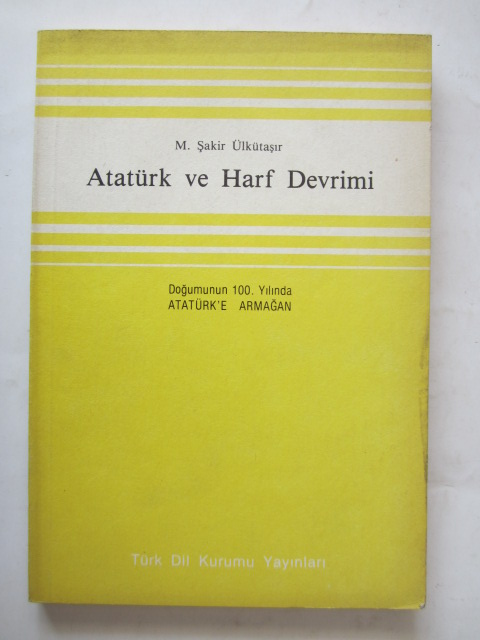 M. Şakir Ülkütaşır
Atatürk ve Harf Devrimi
Doğumunun 100. Yılında
ATATÜRK'E ARMAĞAN
Türk Dil Kurumu Yayınları